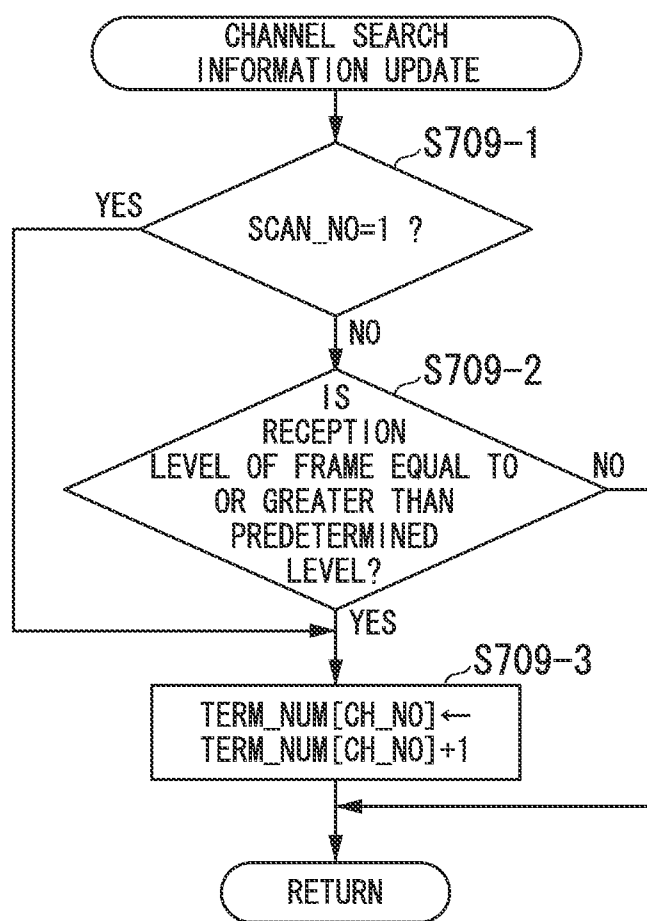 CHANNEL SEARCH
INFORMATION UPDATE
S709-1
YES
SCAN_NO=1 ?
NO
S709-2
IS
RECEPTION
LEVEL OF FRAME EQUAL TO
OR GREATER THAN
PREDETERMINED
LEVEL?
NO
YES
S709-3
TERM_NUM[CH_NO]←
TERM_NUM[CH_NO]+1
RETURN